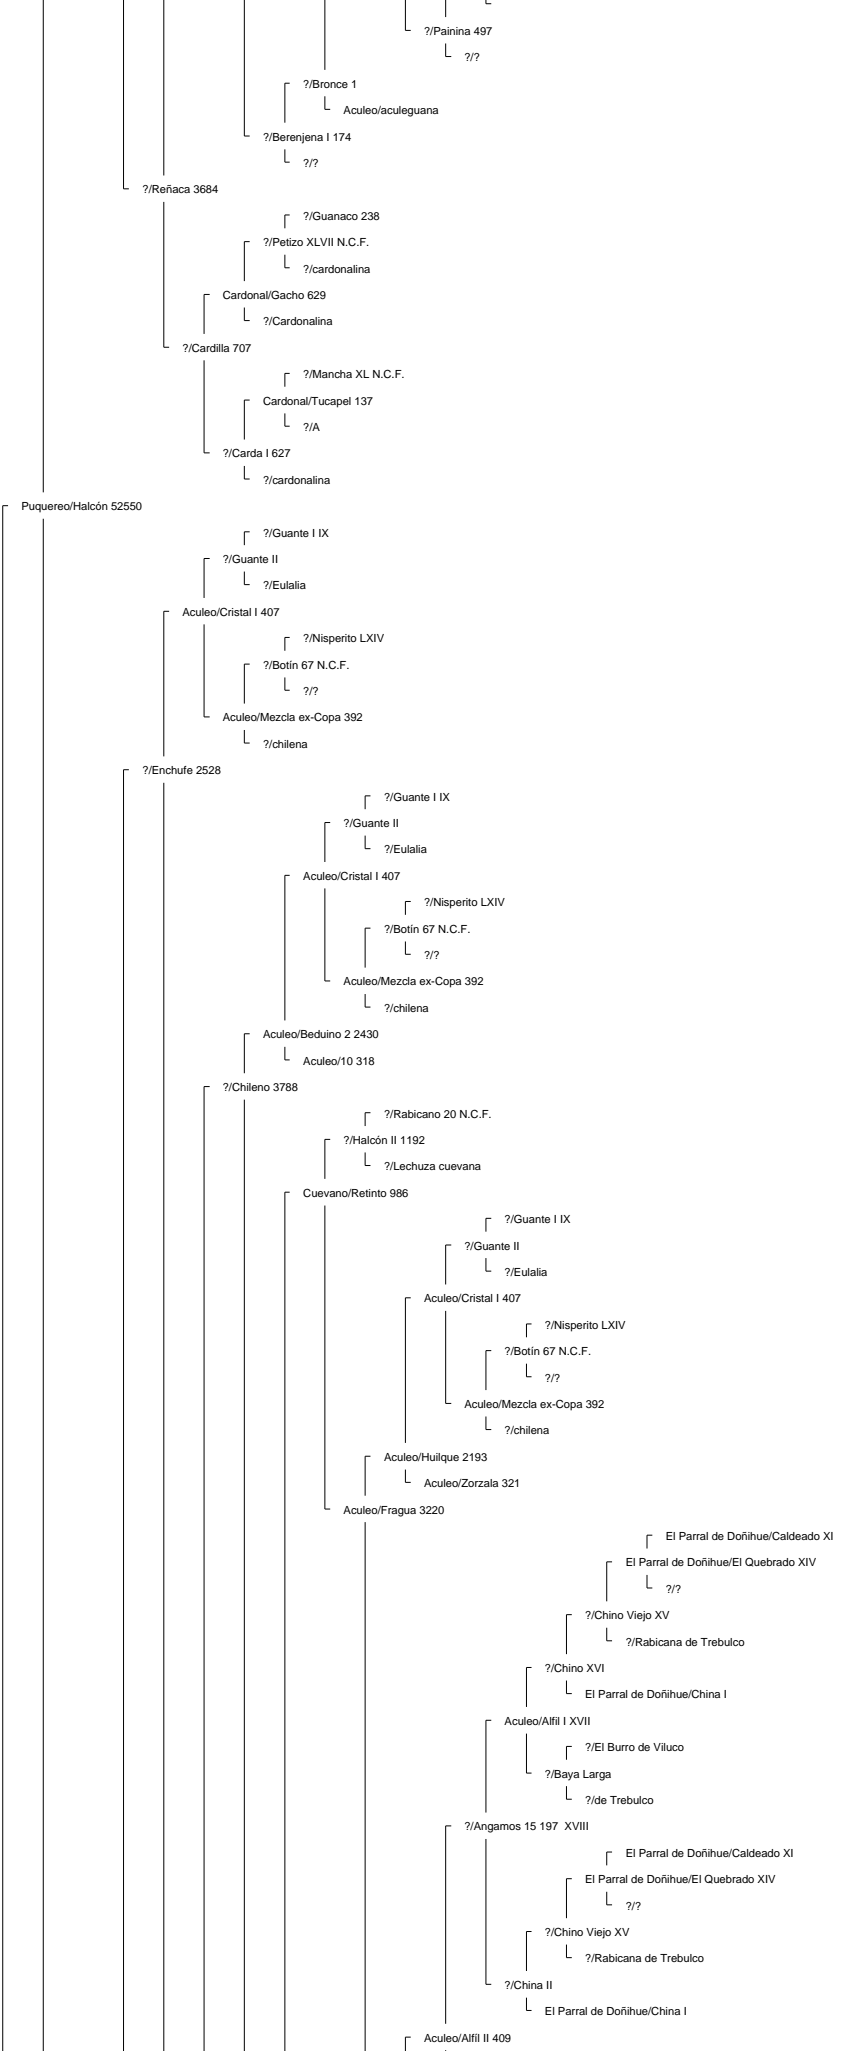 ?/Painina 497
?/?
?/Bronce 1
Aculeo/aculeguana
?/Berenjena I 174
?/?
?/Reñaca 3684
?/Guanaco 238
?/Petizo XLVII N.C.F.
?/cardonalina
Cardonal/Gacho 629
?/Cardonalina
?/Cardilla 707
?/Mancha XL N.C.F.
Cardonal/Tucapel 137
?/A
?/Carda I 627
?/cardonalina
Puquereo/Halcón 52550
?/Guante I IX
?/Guante II
?/Eulalia
Aculeo/Cristal I 407
?/Nisperito LXIV
?/Botín 67 N.C.F.
?/?
Aculeo/Mezcla ex-Copa 392
?/chilena
?/Enchufe 2528
?/Guante I IX
?/Guante II
?/Eulalia
Aculeo/Cristal I 407
?/Nisperito LXIV
?/Botín 67 N.C.F.
?/?
Aculeo/Mezcla ex-Copa 392
?/chilena
Aculeo/Beduino 2 2430
Aculeo/10 318
?/Chileno 3788
?/Rabicano 20 N.C.F.
?/Halcón II 1192
?/Lechuza cuevana
Cuevano/Retinto 986
?/Guante I IX
?/Guante II
?/Eulalia
Aculeo/Cristal I 407
?/Nisperito LXIV
?/Botín 67 N.C.F.
?/?
Aculeo/Mezcla ex-Copa 392
?/chilena
Aculeo/Huilque 2193
Aculeo/Zorzala 321
Aculeo/Fragua 3220
El Parral de Doñihue/Caldeado XI
El Parral de Doñihue/El Quebrado XIV
?/?
?/Chino Viejo XV
?/Rabicana de Trebulco
?/Chino XVI
El Parral de Doñihue/China I
Aculeo/Alfil I XVII
?/El Burro de Viluco
?/Baya Larga
?/de Trebulco
?/Angamos 15 197  XVIII
El Parral de Doñihue/Caldeado XI
El Parral de Doñihue/El Quebrado XIV
?/?
?/Chino Viejo XV
?/Rabicana de Trebulco
?/China II
El Parral de Doñihue/China I
Aculeo/Alfíl II 409